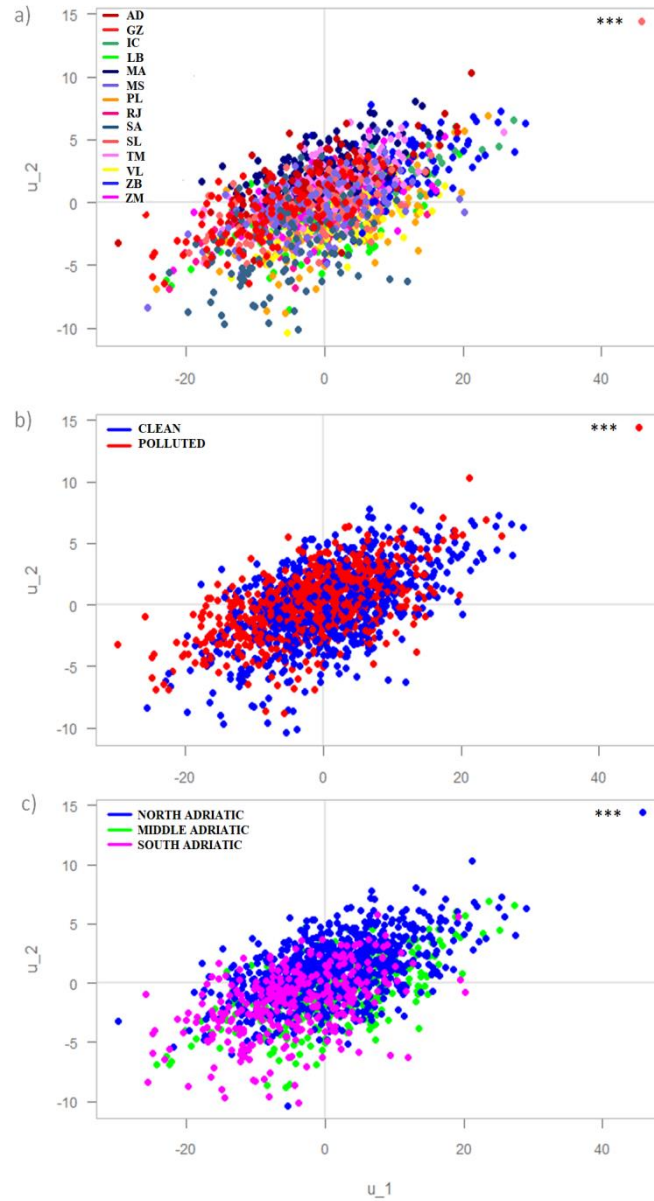 a)
AD
GZ
IC
LB
MA
MS
PL
RJ
SA
SL
TM
VL
ZB
ZM
***
15
10
5
0
-5
-10
u_2
-20 0 20 40
b)
CLEAN
POLLUTED
***
15
10
5
0
-5
-10
u_2
-20 0 20 40
c)
NORTH ADRIATIC
MIDDLE ADRIATIC
SOUTH ADRIATIC
***
15
10
5
0
-5
-10
u_2
-20 0 20 40
u_1